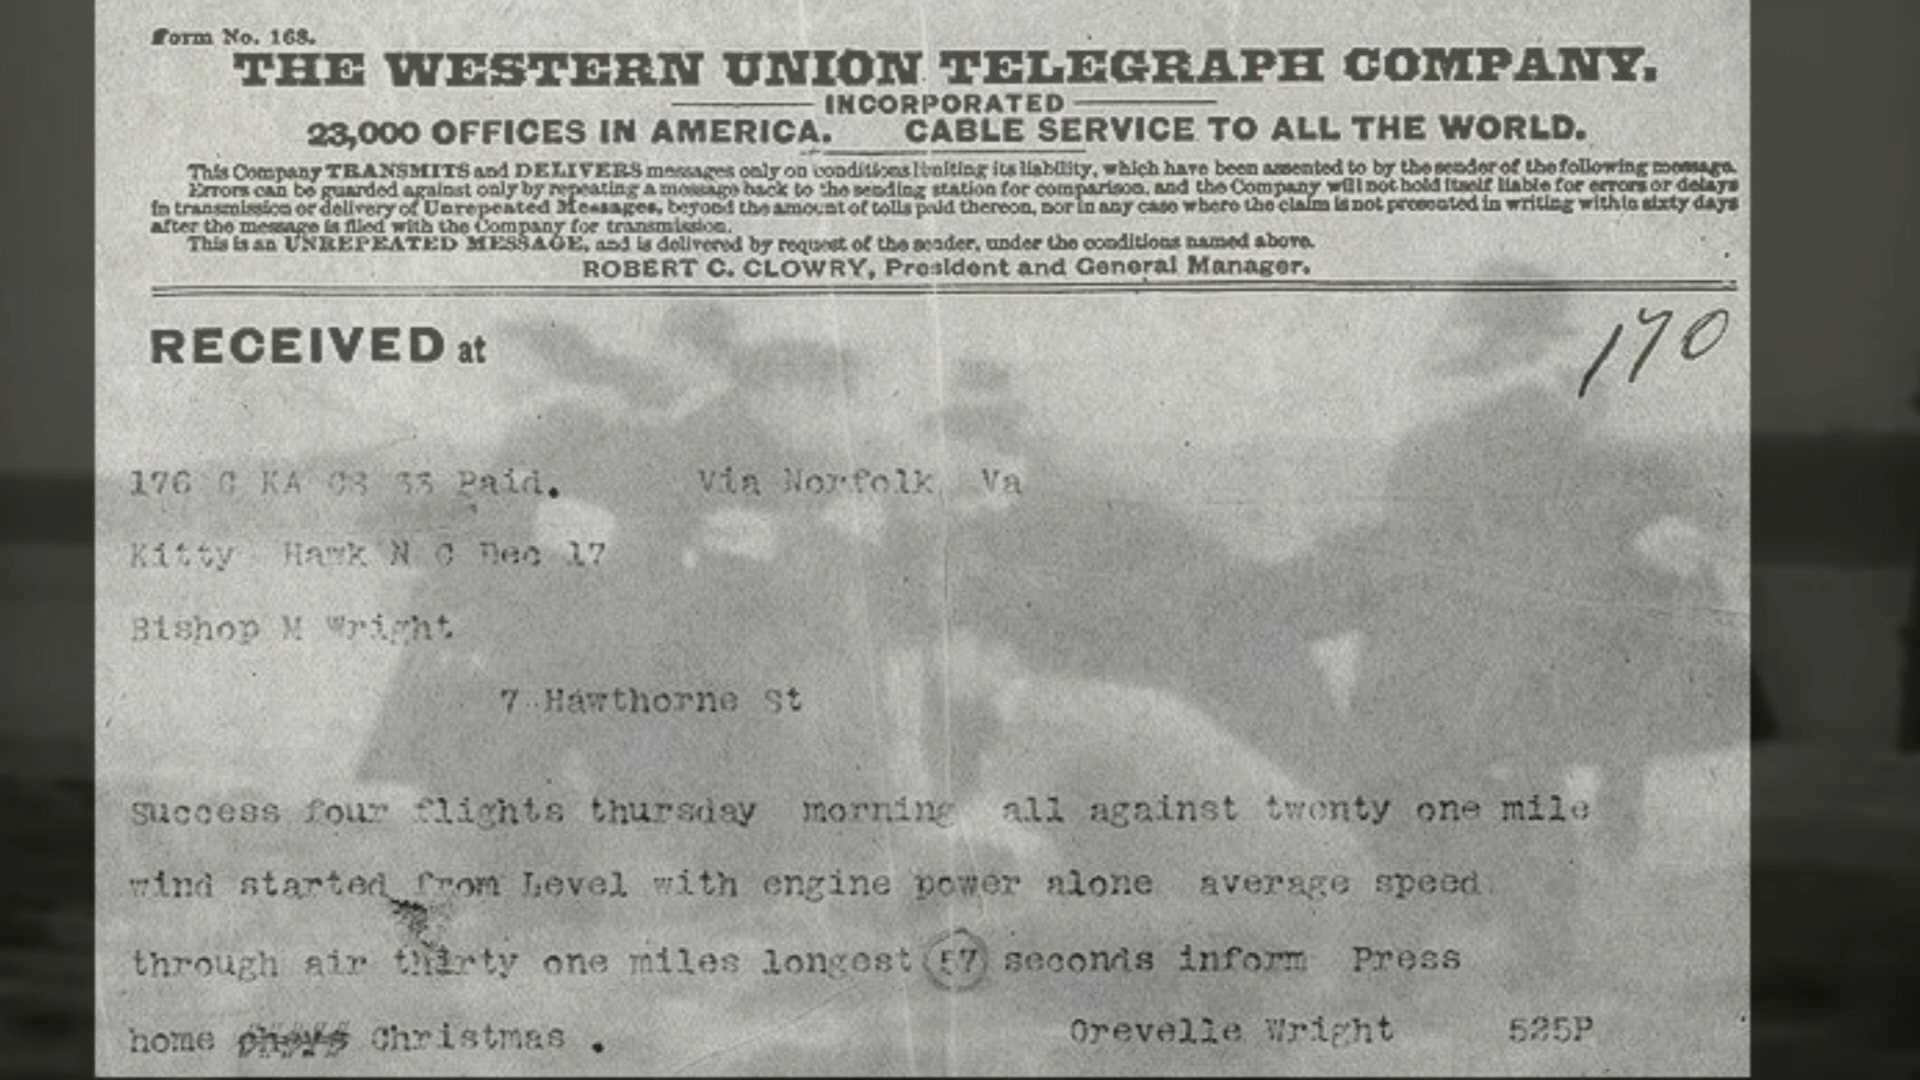 Form No. 168.
THE WESTERN UNION TELEGRAPH COMPANY.
INCORPORATED
23,000 OFFICES IN AMERICA. CABLE SERVICE TO ALL THE WORLD.
This Company TRANSMITS and DELIVERS messages only on conditions limiting its liability, which have been assented to by the sender of the following message.
Errors can be guarded against only by repeating a message back to the sending station for comparison, and the Company will not hold itself liable for errors or delays
in transmission or delivery of Unrepeated Messages, beyond the amount of tolls paid thereon, nor in any case where the claim is not presented in writing within sixty days
after the message is filed with the Company for transmission.
This is an UNREPEATED MESSAGE, and is delivered by request of the sender, under the conditions named above.
ROBERT C. CLOWRY, President and General Manager.
RECEIVED at
170
176 C KA CS 33 Paid. Via Norfolk Va
Kitty Hawk N C Dec 17
Bishop M Wright
7 Hawthorne St
Success four flights thursday morning all against twenty one mile
wind started from Level with engine power alone average speed
through air thirty one miles longest 57 seconds inform Press
home Christmas .
Orevelle Wright 525P